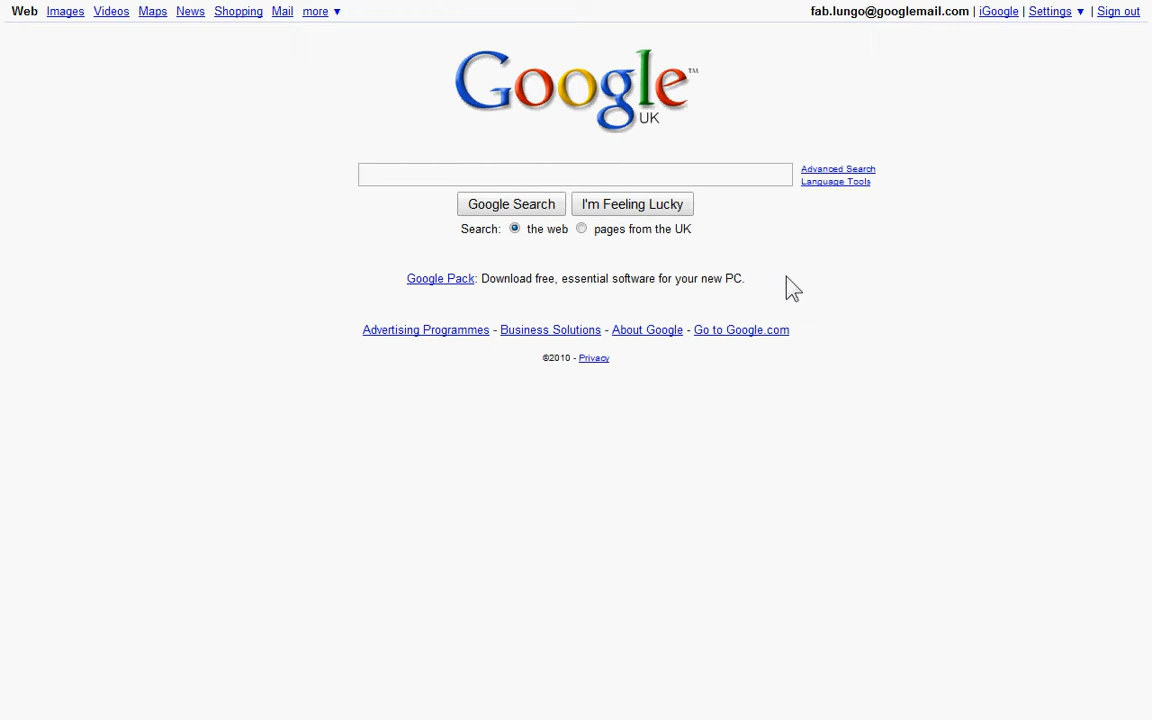 Web Images Videos Maps News Shopping Mail more ▼ fab.lungo@googlemail.com | iGoogle | Settings ▼ | Sign out
Google™
UK
Advanced Search
Language Tools
Google Search I'm Feeling Lucky
Search: the web pages from the UK
Google Pack: Download free, essential software for your new PC.
Advertising Programmes - Business Solutions - About Google - Go to Google.com
©2010 - Privacy